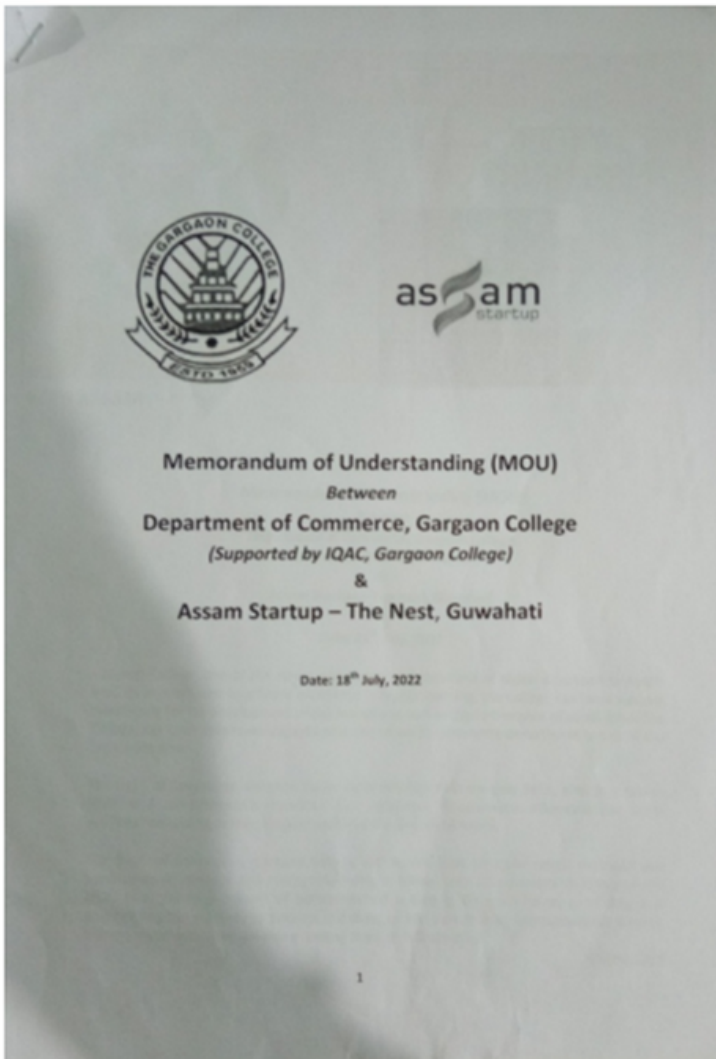 THE GARGAON COLLEGE
ESTD 1959
assam
startup
Memorandum of Understanding (MOU)
Between
Department of Commerce, Gargaon College
(Supported by IQAC, Gargaon College)
&
Assam Startup – The Nest, Guwahati
Date: 18th July, 2022
1